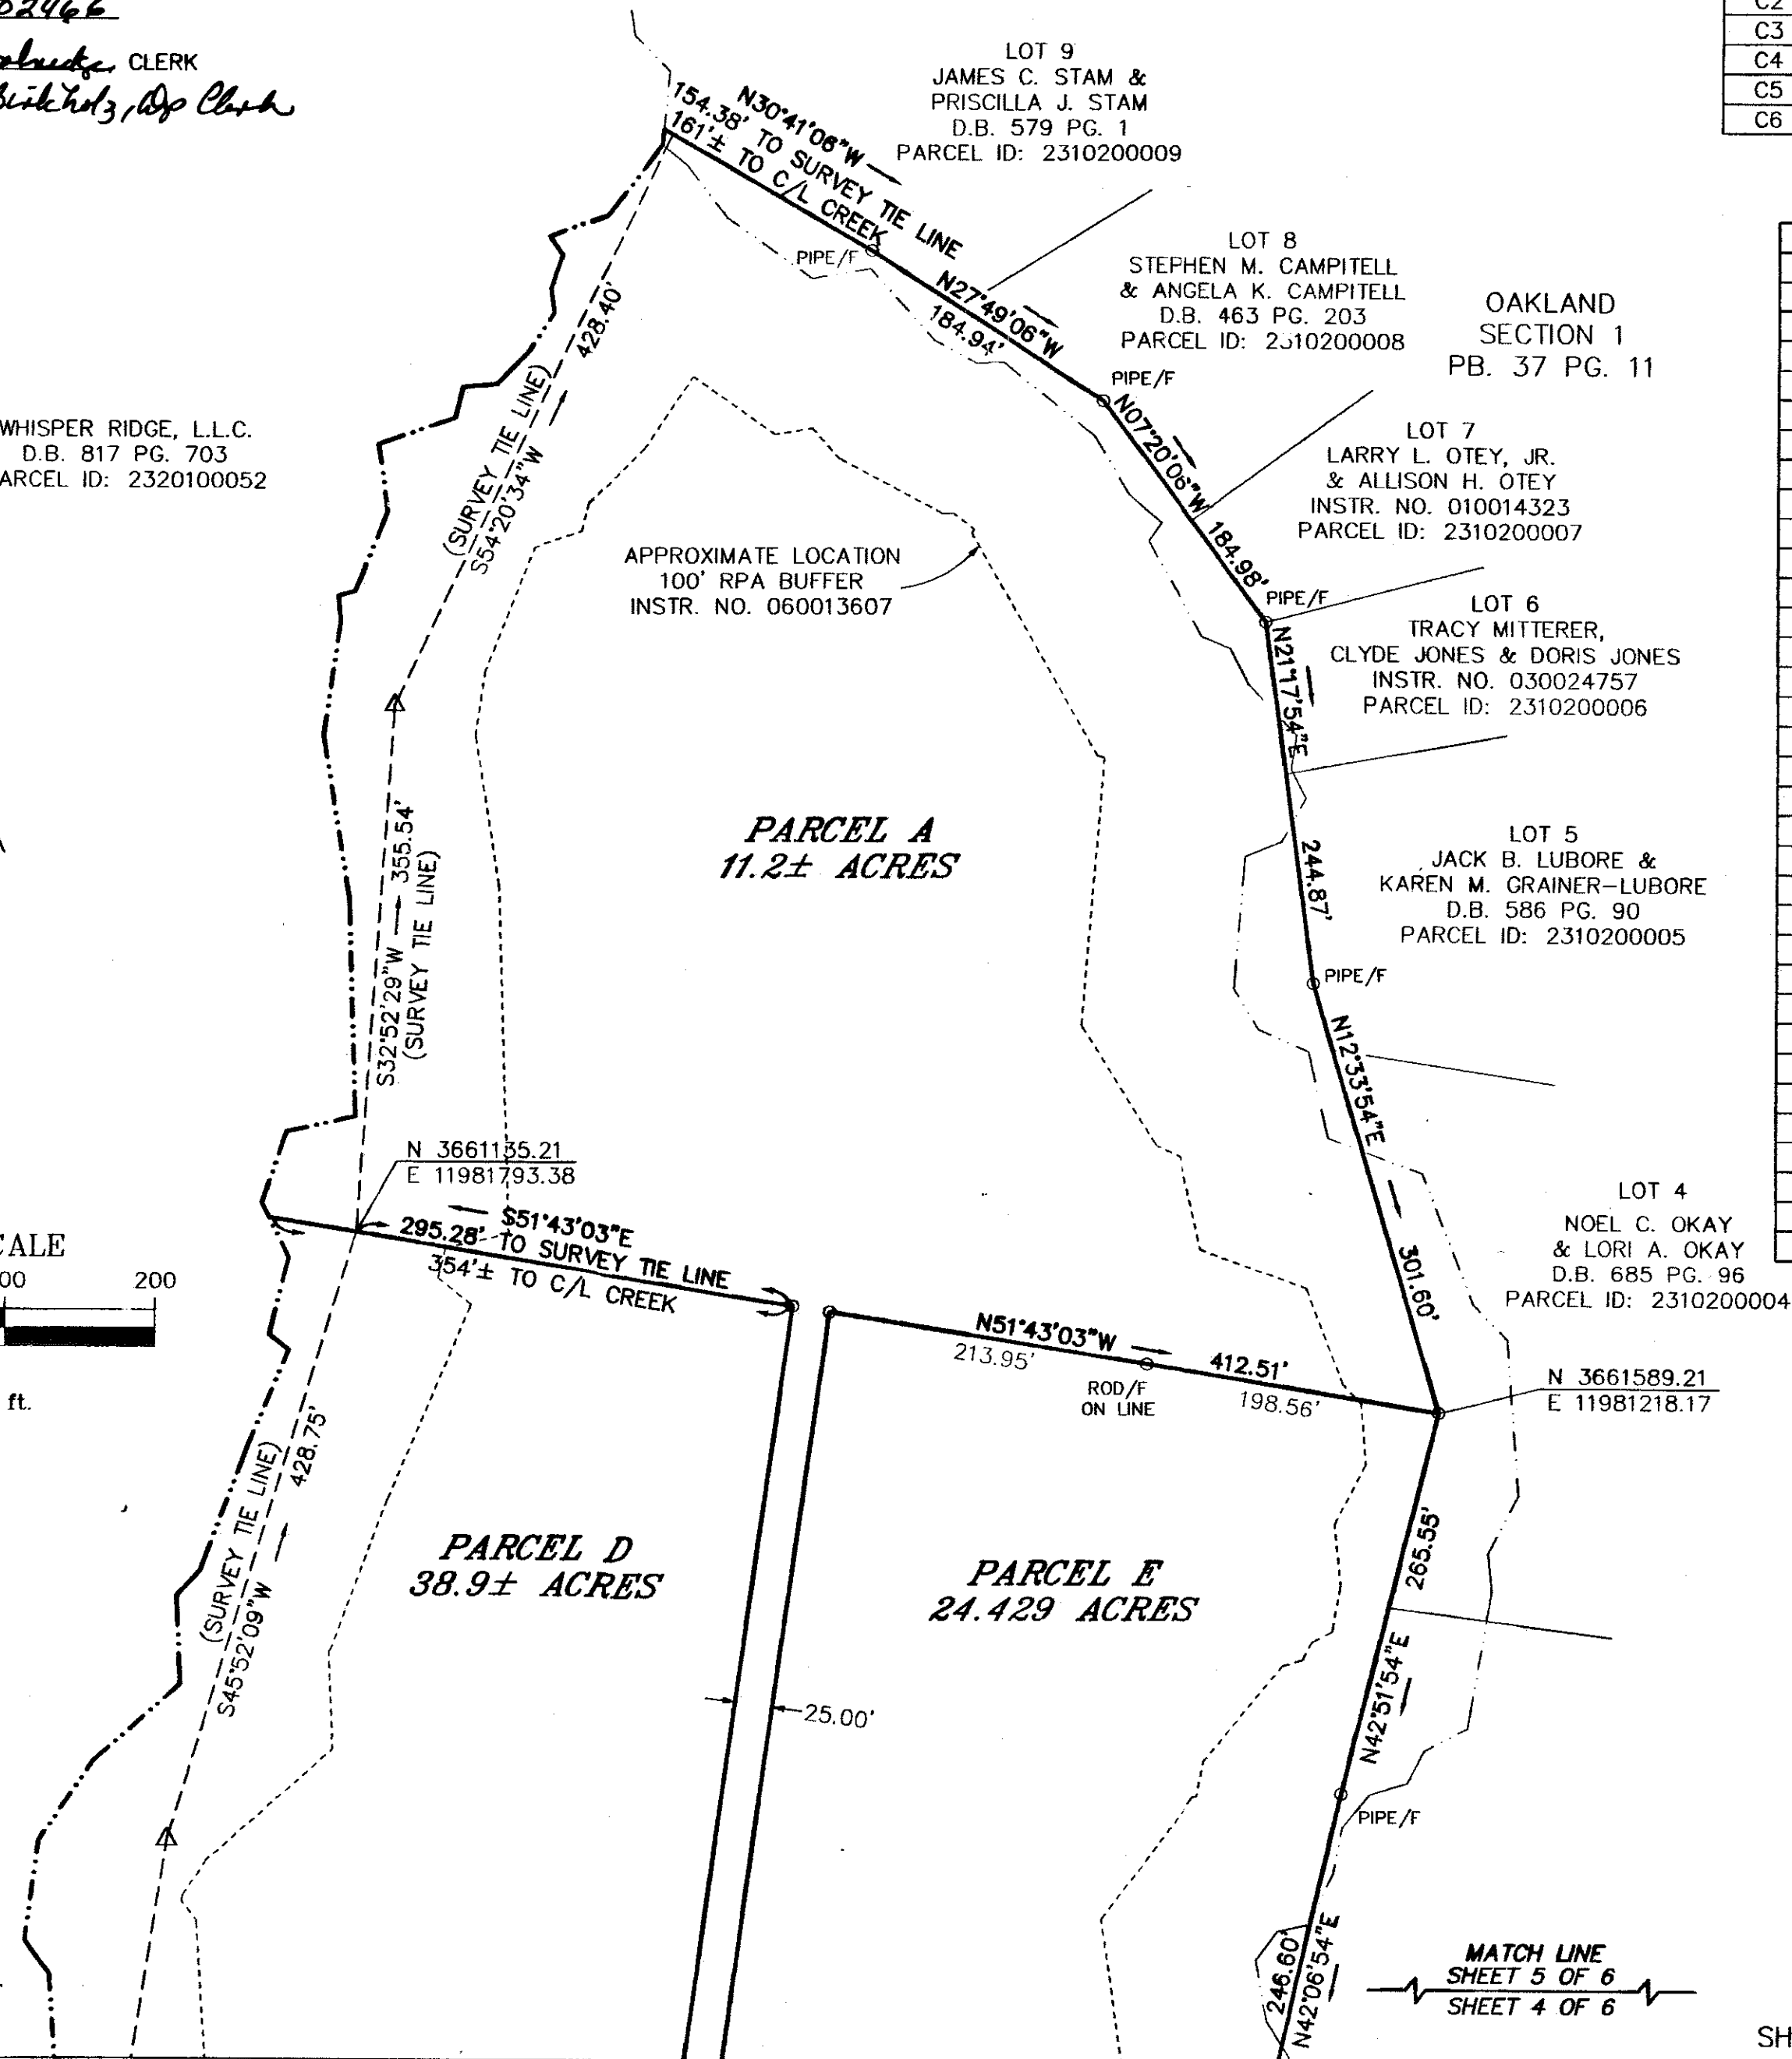 CLERK
C2
C3
C4
C5
C6
LOT 9
JAMES C. STAM &
PRISCILLA J. STAM
D.B. 579 PG. 1
PARCEL ID: 2310200009
N30°41'06"W
154.38' TO SURVEY TIE LINE
161'± TO C/L CREEK
PIPE/F
N27°49'06"W
184.94'
LOT 8
STEPHEN M. CAMPITELL
& ANGELA K. CAMPITELL
D.B. 463 PG. 203
PARCEL ID: 2310200008
OAKLAND
SECTION 1
PB. 37 PG. 11
PIPE/F
N07°20'06"W
184.98'
428.40'
(SURVEY TIE LINE)
S54°20'34"W
WHISPER RIDGE, L.L.C.
D.B. 817 PG. 703
ARCEL ID: 2320100052
LOT 7
LARRY L. OTEY, JR.
& ALLISON H. OTEY
INSTR. NO. 010014323
PARCEL ID: 2310200007
APPROXIMATE LOCATION
100' RPA BUFFER
INSTR. NO. 060013607
PIPE/F
LOT 6
TRACY MITTERER,
CLYDE JONES & DORIS JONES
INSTR. NO. 030024757
PARCEL ID: 2310200006
N21°17'54"E
244.87'
PARCEL A
11.2± ACRES
LOT 5
JACK B. LUBORE &
KAREN M. GRAINER-LUBORE
D.B. 586 PG. 90
PARCEL ID: 2310200005
PIPE/F
S32°52'29"W
355.54'
(SURVEY TIE LINE)
N12°33'54"E
301.60'
N 3661135.21
E 11981793.38
LOT 4
NOEL C. OKAY
& LORI A. OKAY
D.B. 685 PG. 96
PARCEL ID: 2310200004
S51°43'03"E
295.28' TO SURVEY TIE LINE
354'± TO C/L CREEK
CALE
00 200
ft.
N51°43'03"W
213.95'
412.51'
198.56'
ROD/F
ON LINE
N 3661589.21
E 11981218.17
428.75'
(SURVEY TIE LINE)
S45°52'09"W
PARCEL D
38.9± ACRES
PARCEL E
24.429 ACRES
265.55'
N42°51'54"E
25.00'
PIPE/F
246.60'
N42°06'54"E
MATCH LINE
SHEET 5 OF 6
SHEET 4 OF 6
SH